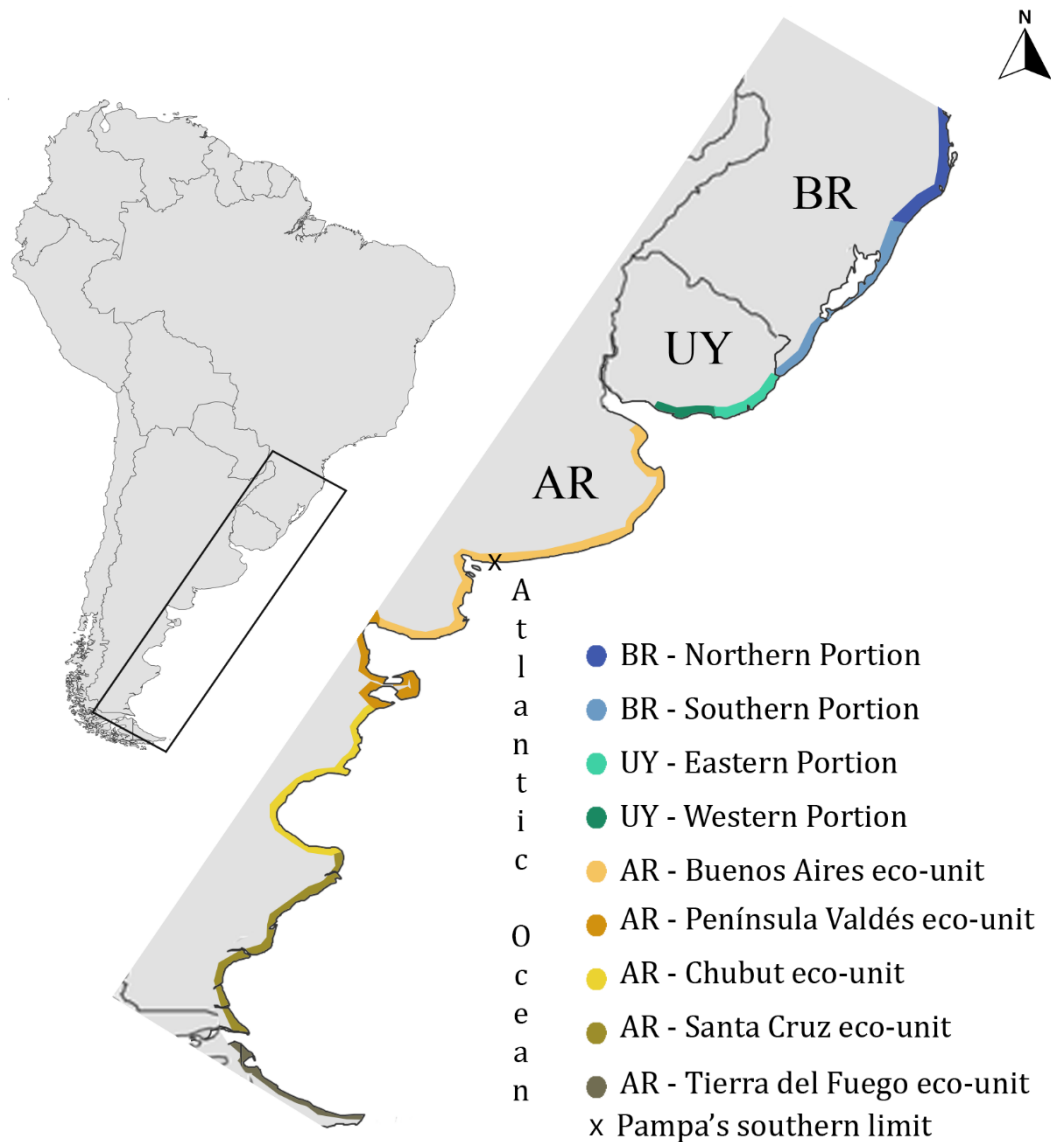 N
BR
UY
AR
X
Atlantic Ocean
BR - Northern Portion
BR - Southern Portion
UY - Eastern Portion
UY - Western Portion
AR - Buenos Aires eco-unit
AR - Península Valdés eco-unit
AR - Chubut eco-unit
AR - Santa Cruz eco-unit
AR - Tierra del Fuego eco-unit
x Pampa's southern limit